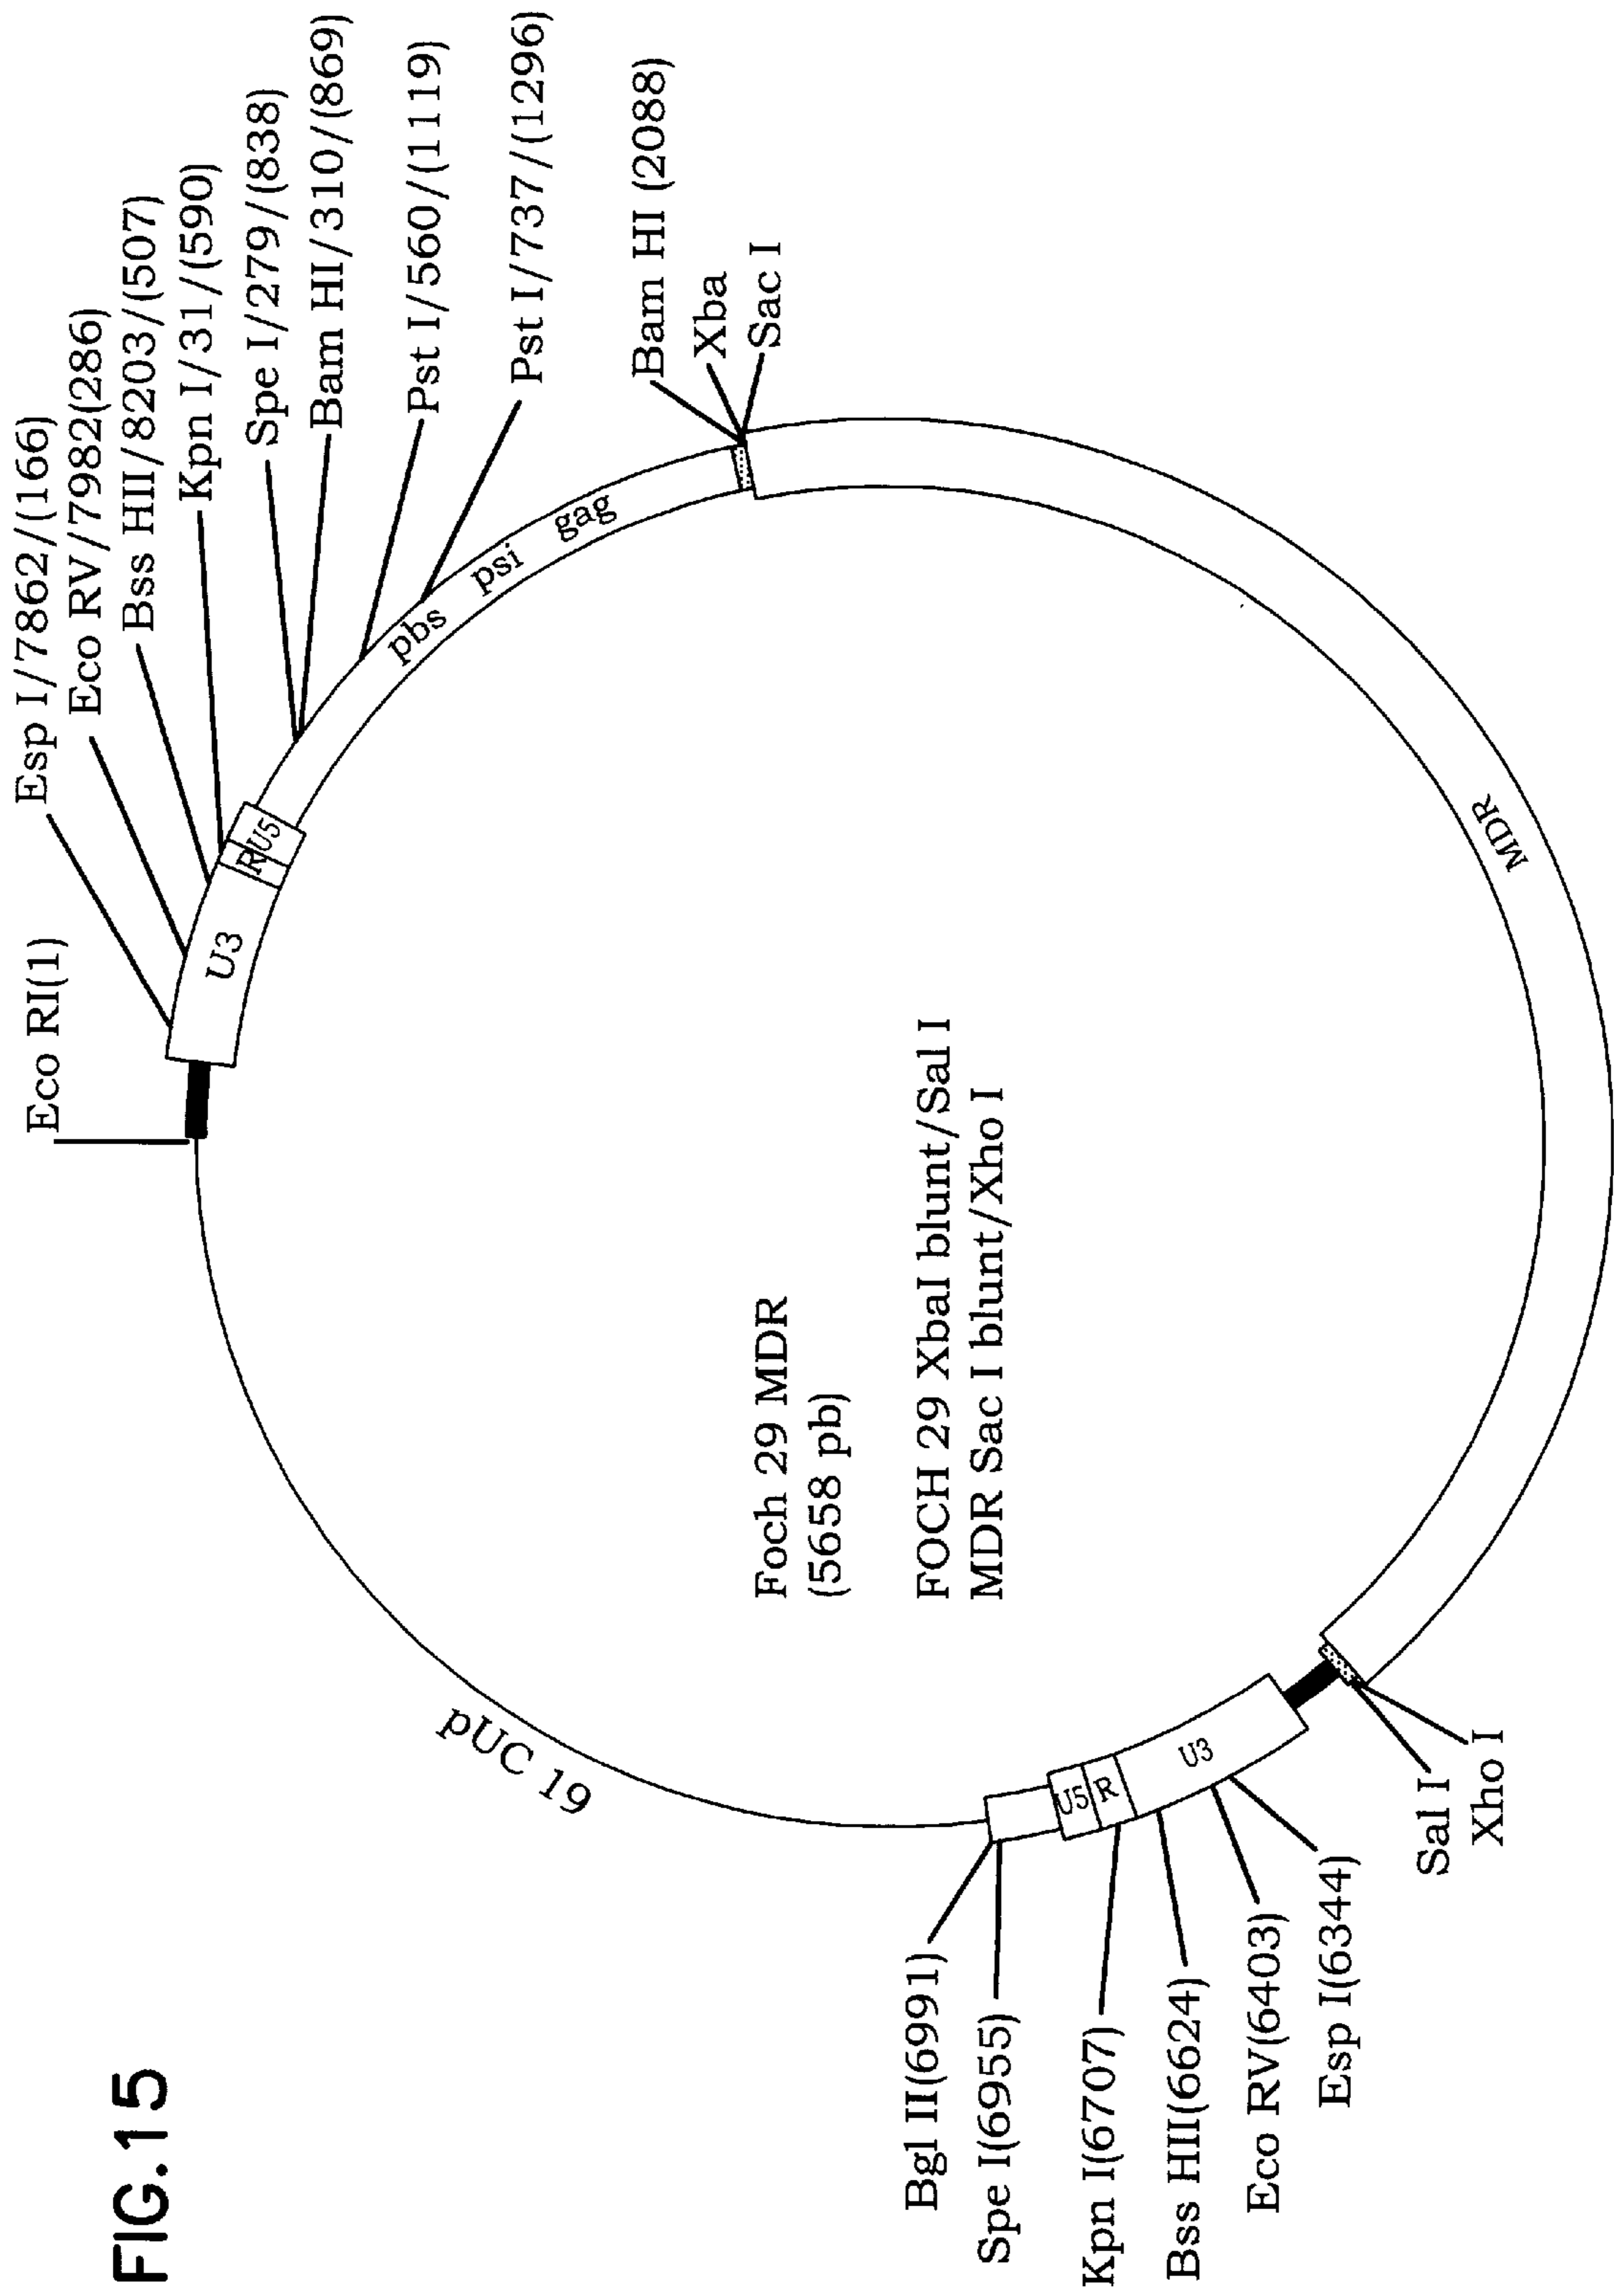 FIG.15
Eco RI(1)
Esp I/7862/(166)
Eco RV/7982(286)
Bss HII/8203/(507)
Kpn I/31/(590)
Spe I/279/(838)
Bam HI/310/(869)
Pst I/560/(1119)
Pst I/737/(1296)
Bam HI (2088)
Xba
Sac I
U3
R
U5
pbs
psi
gag
MDR
pUC 19
Foch 29 MDR
(5658 pb)
FOCH 29 XbaI blunt/Sal I
MDR Sac I blunt/Xho I
U5
R
U3
Bgl II(6991)
Spe I(6955)
Kpn I(6707)
Bss HII(6624)
Eco RV(6403)
Esp I(6344)
Sal I
Xho I